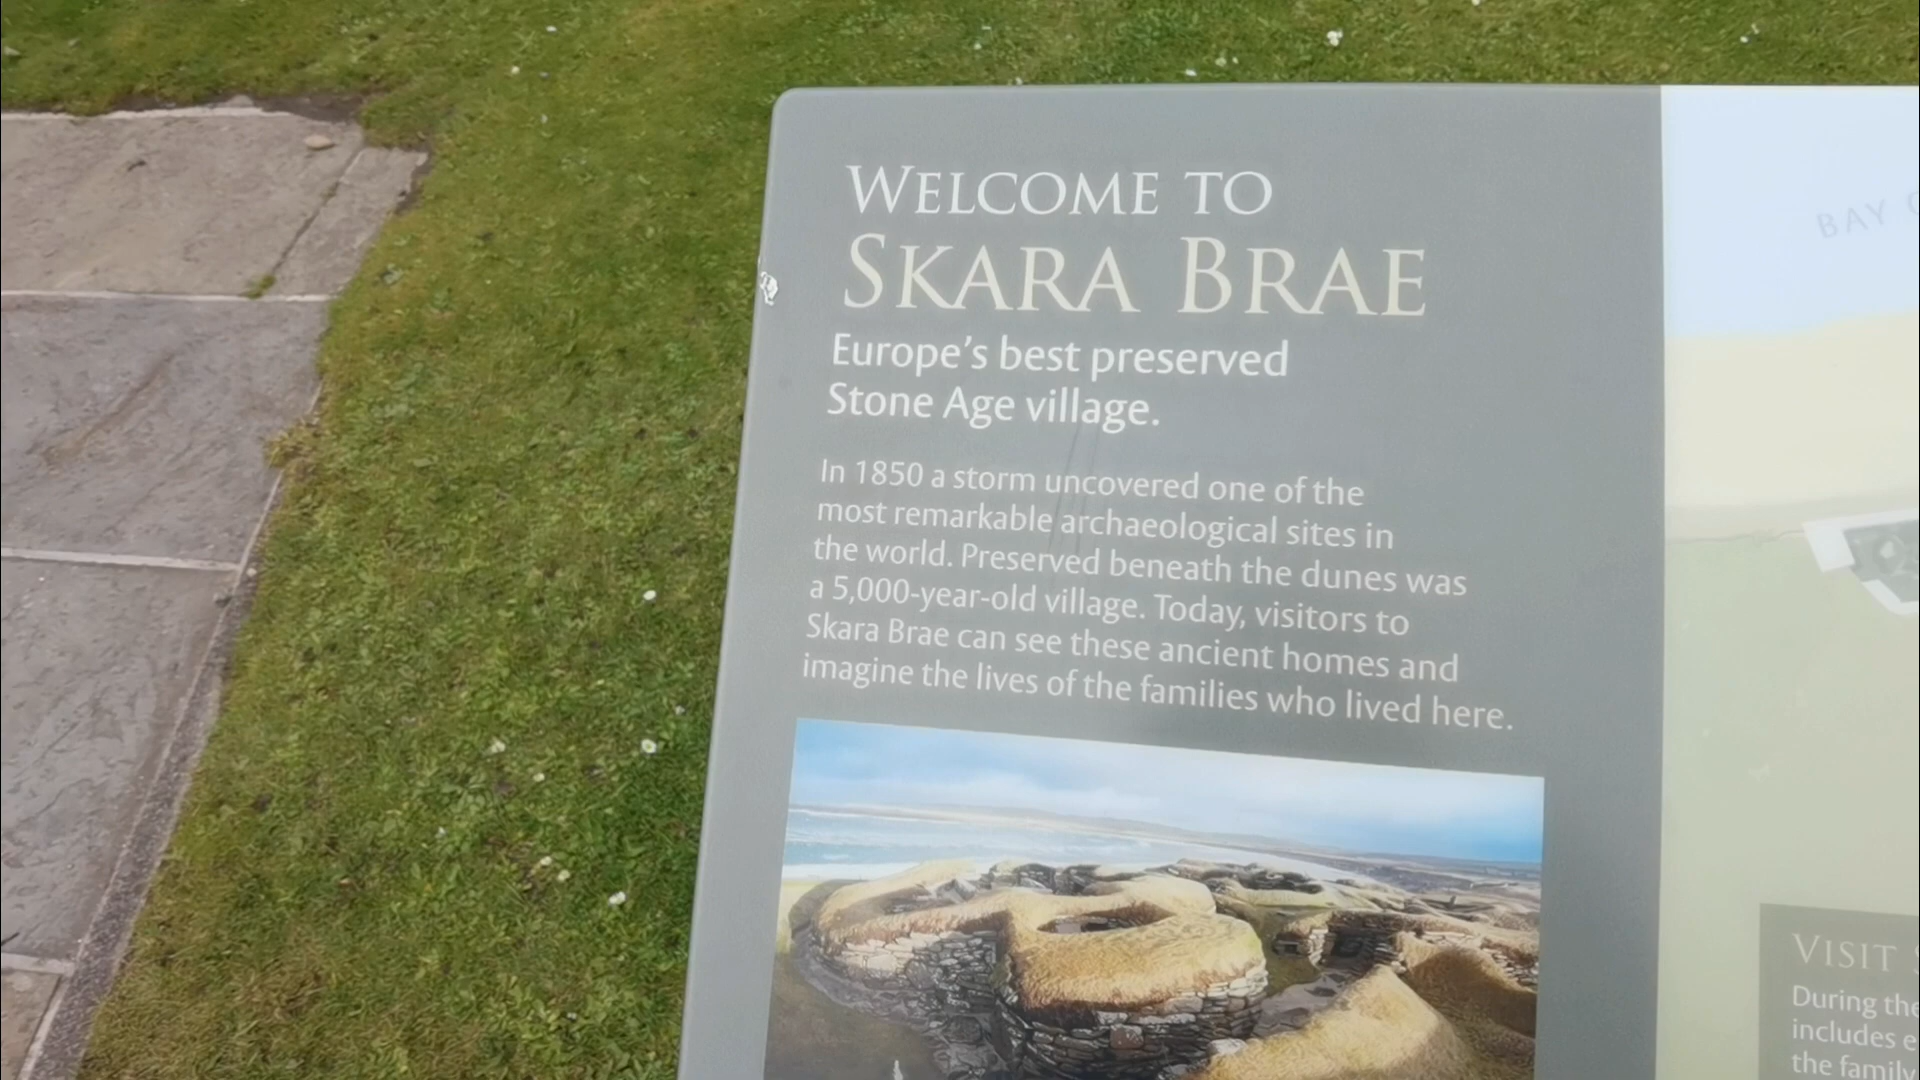 WELCOME TO
SKARA BRAE
Europe's best preserved
Stone Age village.
In 1850 a storm uncovered one of the
most remarkable archaeological sites in
the world. Preserved beneath the dunes was
a 5,000-year-old village. Today, visitors to
Skara Brae can see these ancient homes and
imagine the lives of the families who lived here.
BAY
VISIT
During the
includes
the family